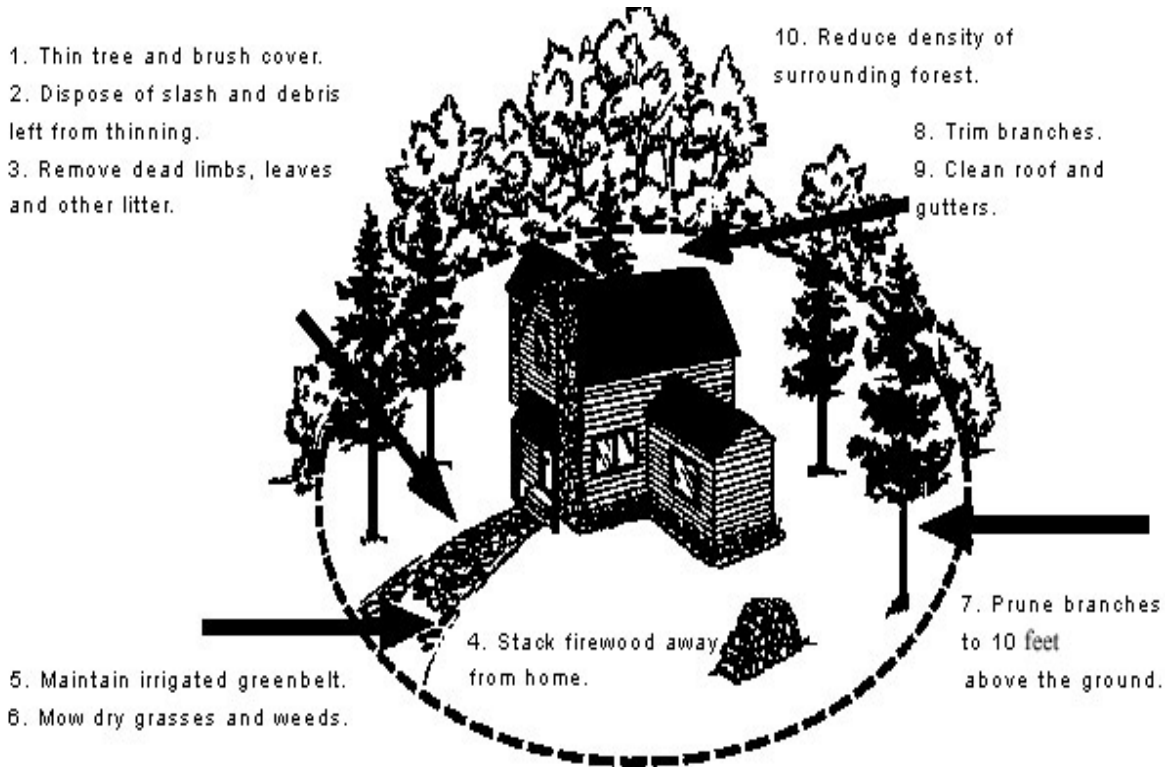 1. Thin tree and brush cover.
2. Dispose of slash and debris
left from thinning.
3. Remove dead limbs, leaves
and other litter.
10. Reduce density of
surrounding forest.
8. Trim branches.
9. Clean roof and
gutters.
4. Stack firewood away
from home.
5. Maintain irrigated greenbelt.
6. Mow dry grasses and weeds.
7. Prune branches
to 10 feet
above the ground.